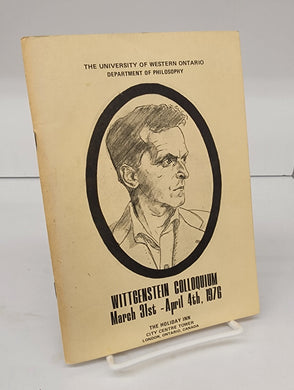 THE UNIVERSITY OF WESTERN ONTARIO
DEPARTMENT OF PHILOSOPHY
WITTGENSTEIN COLLOQUIUM
March 31st - April 4th, 1976
THE HOLIDAY INN
CITY CENTRE TOWER
LONDON, ONTARIO, CANADA